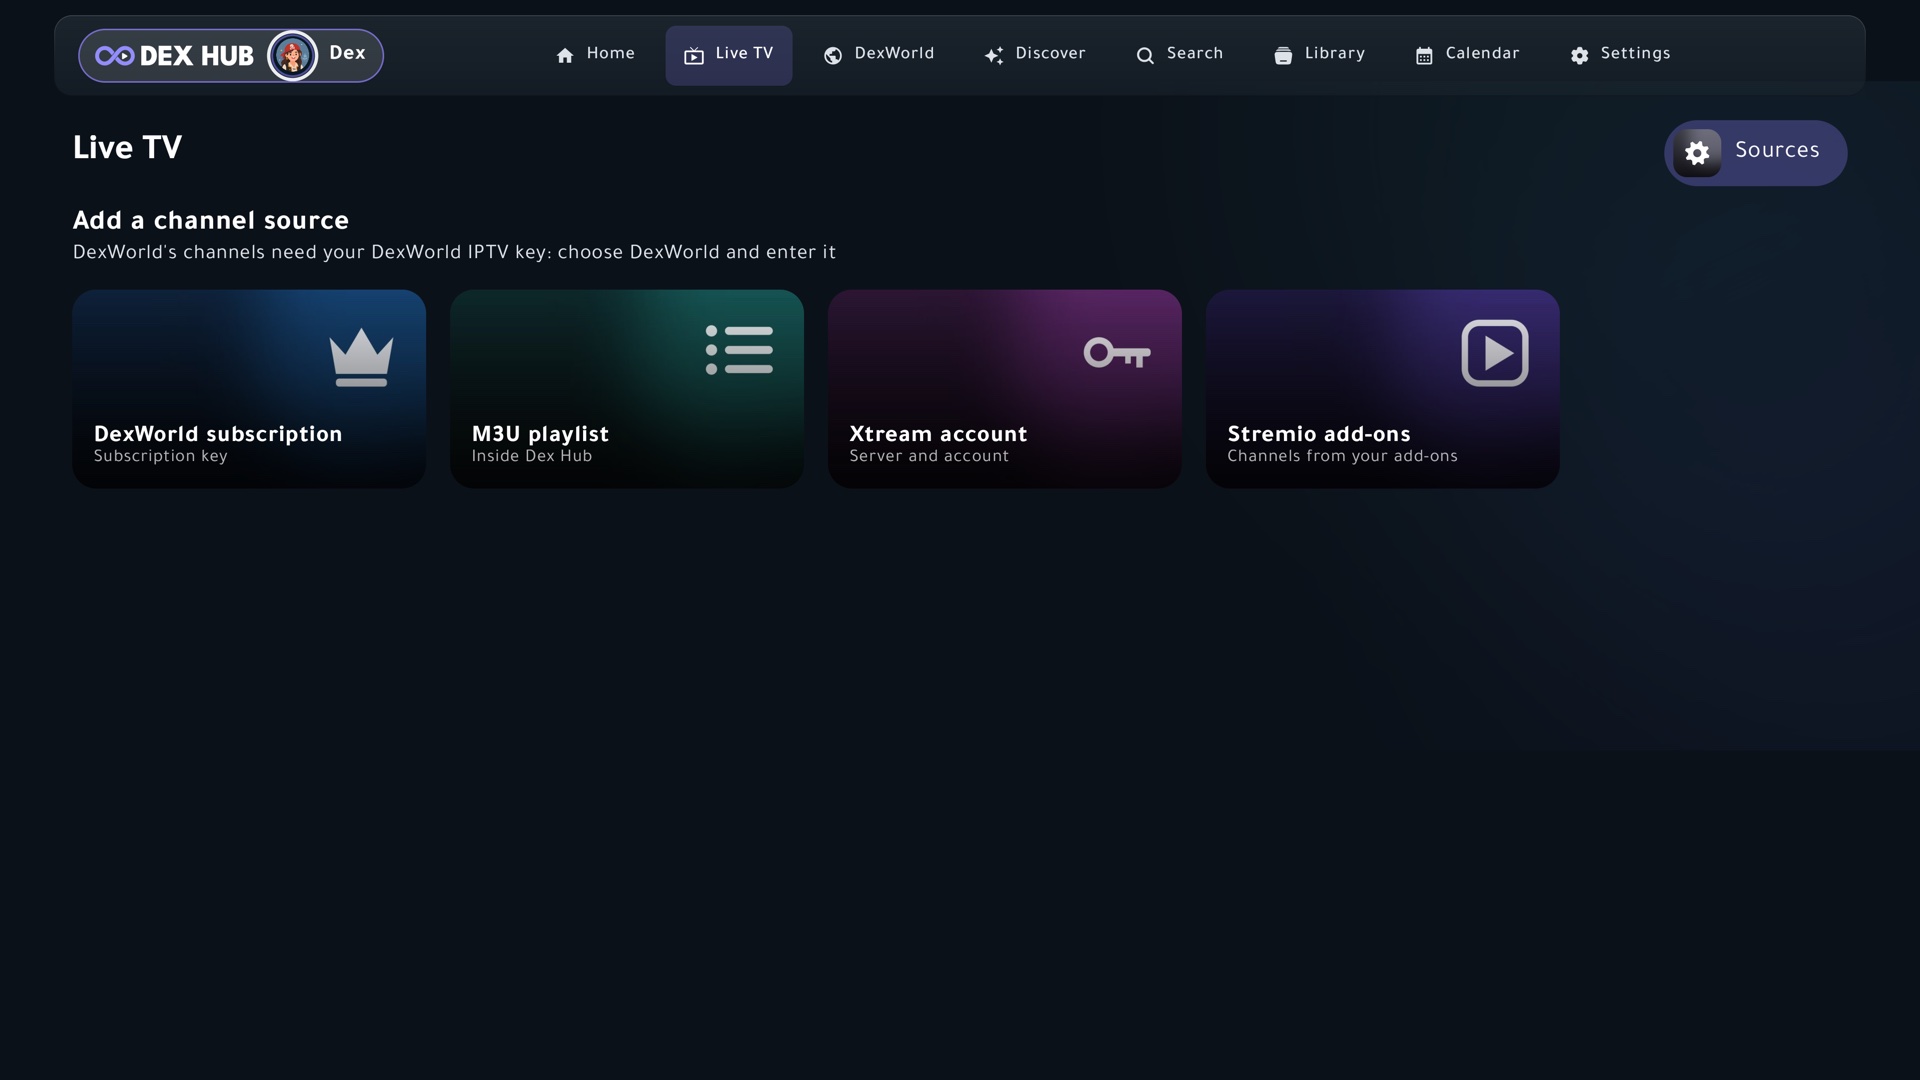 DEX HUB Dex
Home
Live TV
DexWorld
Discover
Search
Library
Calendar
Settings
Live TV
Sources
Add a channel source
DexWorld's channels need your DexWorld IPTV key: choose DexWorld and enter it
DexWorld subscription
Subscription key
M3U playlist
Inside Dex Hub
Xtream account
Server and account
Stremio add-ons
Channels from your add-ons